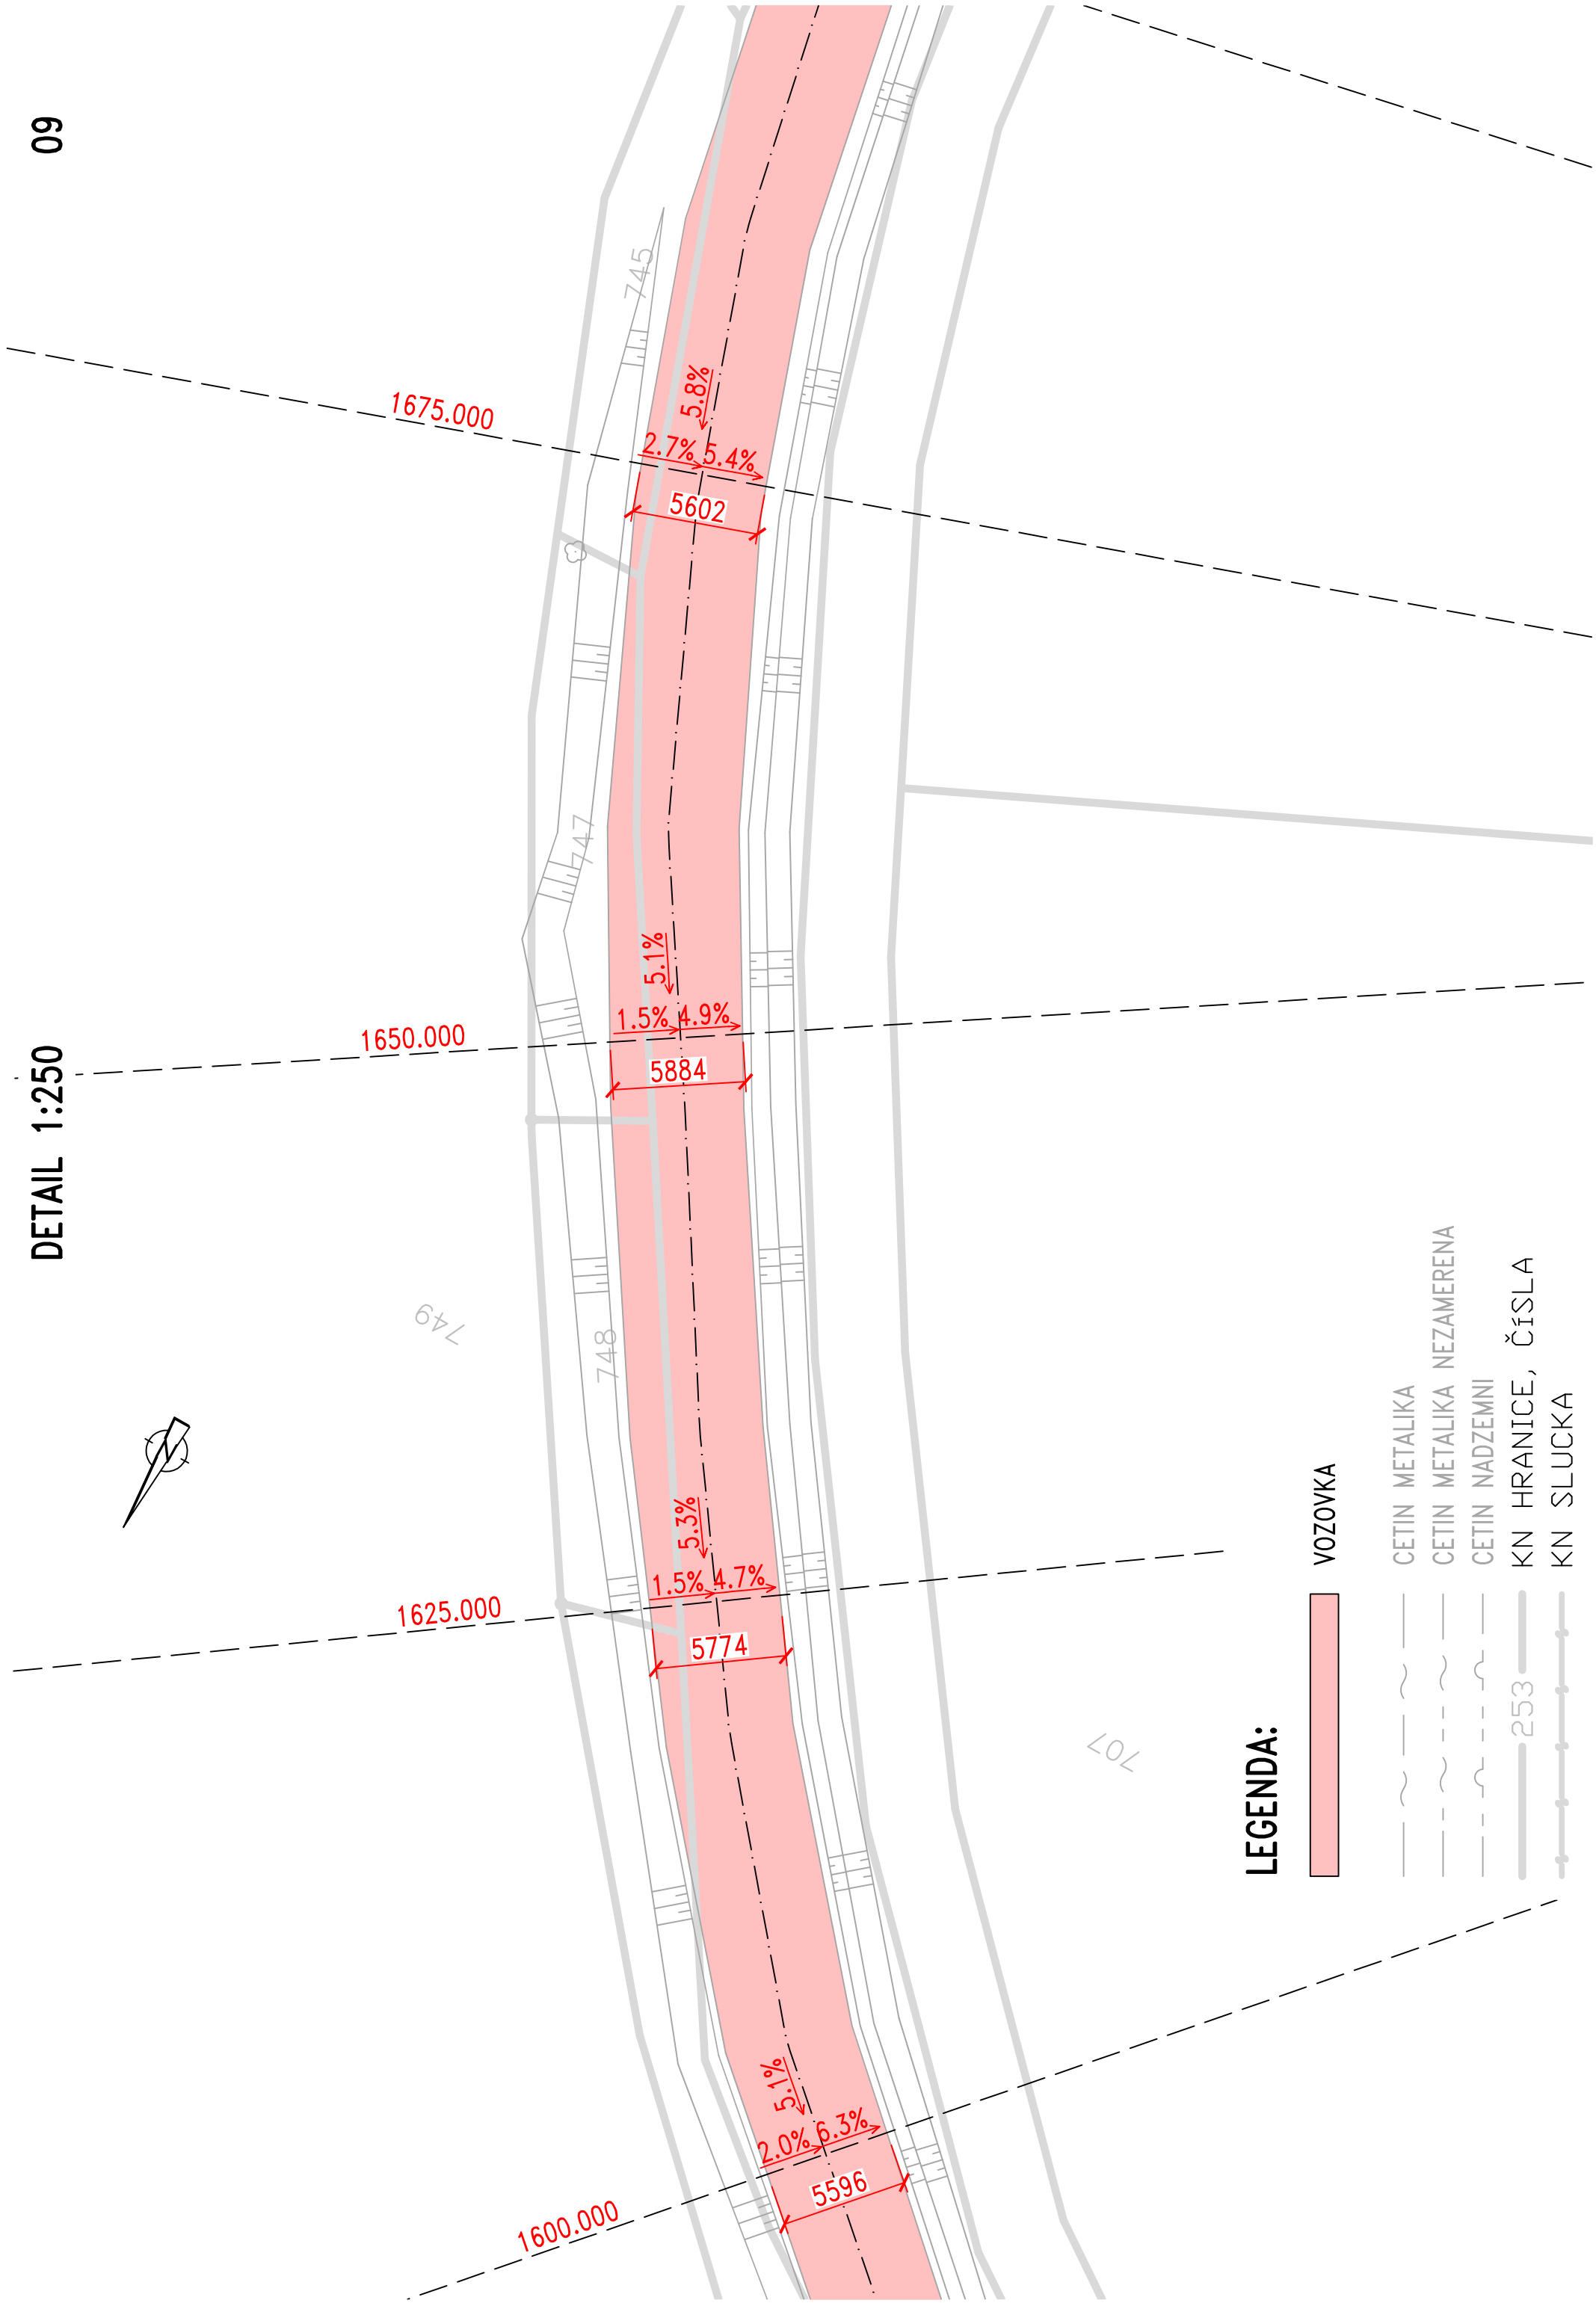 09
DETAIL 1:250
745
1675.000
5.8%
2.7% 5.4%
5602
747
5.1%
1650.000
1.5% 4.9%
5884
749
748
5.3%
1625.000
1.5% 4.7%
5774
707
5.1%
2.0% 6.3%
1600.000
5596
LEGENDA:
VOZOVKA
CETIN METALIKA
CETIN METALIKA NEZAMERENA
CETIN NADZEMNI
253 KN HRANICE, ČÍSLA
KN SLUCKA